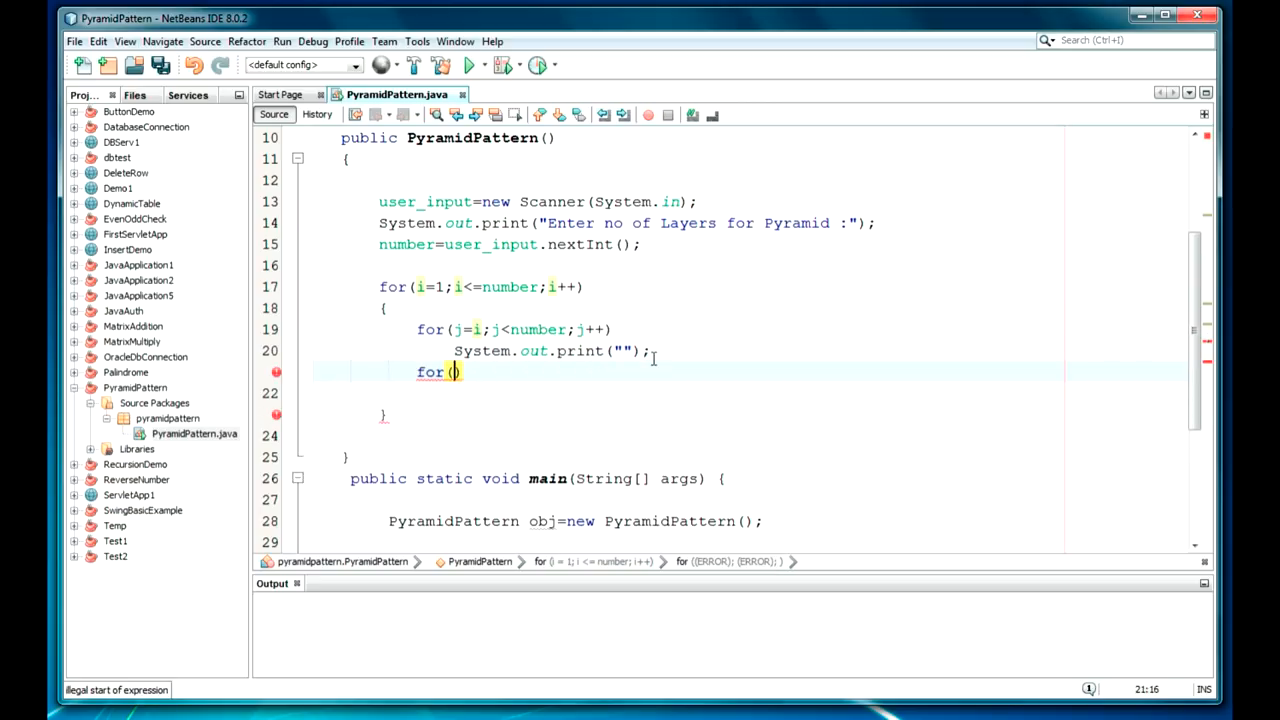 PyramidPattern - NetBeans IDE 8.0.2
File Edit View Navigate Source Refactor Run Debug Profile Team Tools Window Help
Search (Ctrl+I)
<default config>
Proj... Files Services
Start Page PyramidPattern.java
Source History
ButtonDemo
DatabaseConnection
DBServ1
dbtest
DeleteRow
Demo1
DynamicTable
EvenOddCheck
FirstServletApp
InsertDemo
JavaApplication1
JavaApplication2
JavaApplication5
JavaAuth
MatrixAddition
MatrixMultiply
OracleDbConnection
Palindrome
PyramidPattern
Source Packages
pyramidpattern
PyramidPattern.java
Libraries
RecursionDemo
ReverseNumber
ServletApp1
SwingBasicExample
Temp
Test1
Test2
10 public PyramidPattern()
11 {
12
13 user_input=new Scanner(System.in);
14 System.out.print("Enter no of Layers for Pyramid :");
15 number=user_input.nextInt();
16
17 for(i=1;i<=number;i++)
18 {
19 for(j=i;j<number;j++)
20 System.out.print("");
for()
22
}
24
25 }
26 public static void main(String[] args) {
27
28 PyramidPattern obj=new PyramidPattern();
29
pyramidpattern.PyramidPattern PyramidPattern for (i = 1; i <= number; i++) for ((ERROR); (ERROR); )
Output
illegal start of expression
1 21:16 INS